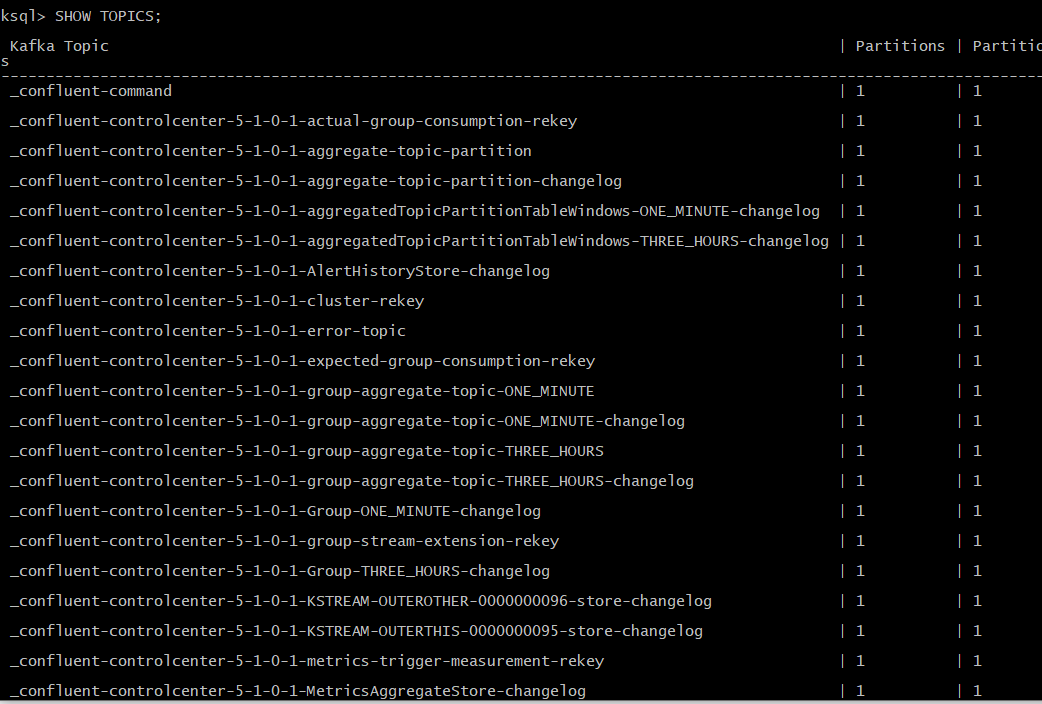 ksql> SHOW TOPICS;
Kafka Topic | Partitions | Partitio
s
----------------------------------------------------------------------------------------------------------------------
_confluent-command | 1 | 1
_confluent-controlcenter-5-1-0-1-actual-group-consumption-rekey | 1 | 1
_confluent-controlcenter-5-1-0-1-aggregate-topic-partition | 1 | 1
_confluent-controlcenter-5-1-0-1-aggregate-topic-partition-changelog | 1 | 1
_confluent-controlcenter-5-1-0-1-aggregatedTopicPartitionTableWindows-ONE_MINUTE-changelog | 1 | 1
_confluent-controlcenter-5-1-0-1-aggregatedTopicPartitionTableWindows-THREE_HOURS-changelog | 1 | 1
_confluent-controlcenter-5-1-0-1-AlertHistoryStore-changelog | 1 | 1
_confluent-controlcenter-5-1-0-1-cluster-rekey | 1 | 1
_confluent-controlcenter-5-1-0-1-error-topic | 1 | 1
_confluent-controlcenter-5-1-0-1-expected-group-consumption-rekey | 1 | 1
_confluent-controlcenter-5-1-0-1-group-aggregate-topic-ONE_MINUTE | 1 | 1
_confluent-controlcenter-5-1-0-1-group-aggregate-topic-ONE_MINUTE-changelog | 1 | 1
_confluent-controlcenter-5-1-0-1-group-aggregate-topic-THREE_HOURS | 1 | 1
_confluent-controlcenter-5-1-0-1-group-aggregate-topic-THREE_HOURS-changelog | 1 | 1
_confluent-controlcenter-5-1-0-1-Group-ONE_MINUTE-changelog | 1 | 1
_confluent-controlcenter-5-1-0-1-group-stream-extension-rekey | 1 | 1
_confluent-controlcenter-5-1-0-1-Group-THREE_HOURS-changelog | 1 | 1
_confluent-controlcenter-5-1-0-1-KSTREAM-OUTEROTHER-0000000096-store-changelog | 1 | 1
_confluent-controlcenter-5-1-0-1-KSTREAM-OUTERTHIS-0000000095-store-changelog | 1 | 1
_confluent-controlcenter-5-1-0-1-metrics-trigger-measurement-rekey | 1 | 1
_confluent-controlcenter-5-1-0-1-MetricsAggregateStore-changelog | 1 | 1